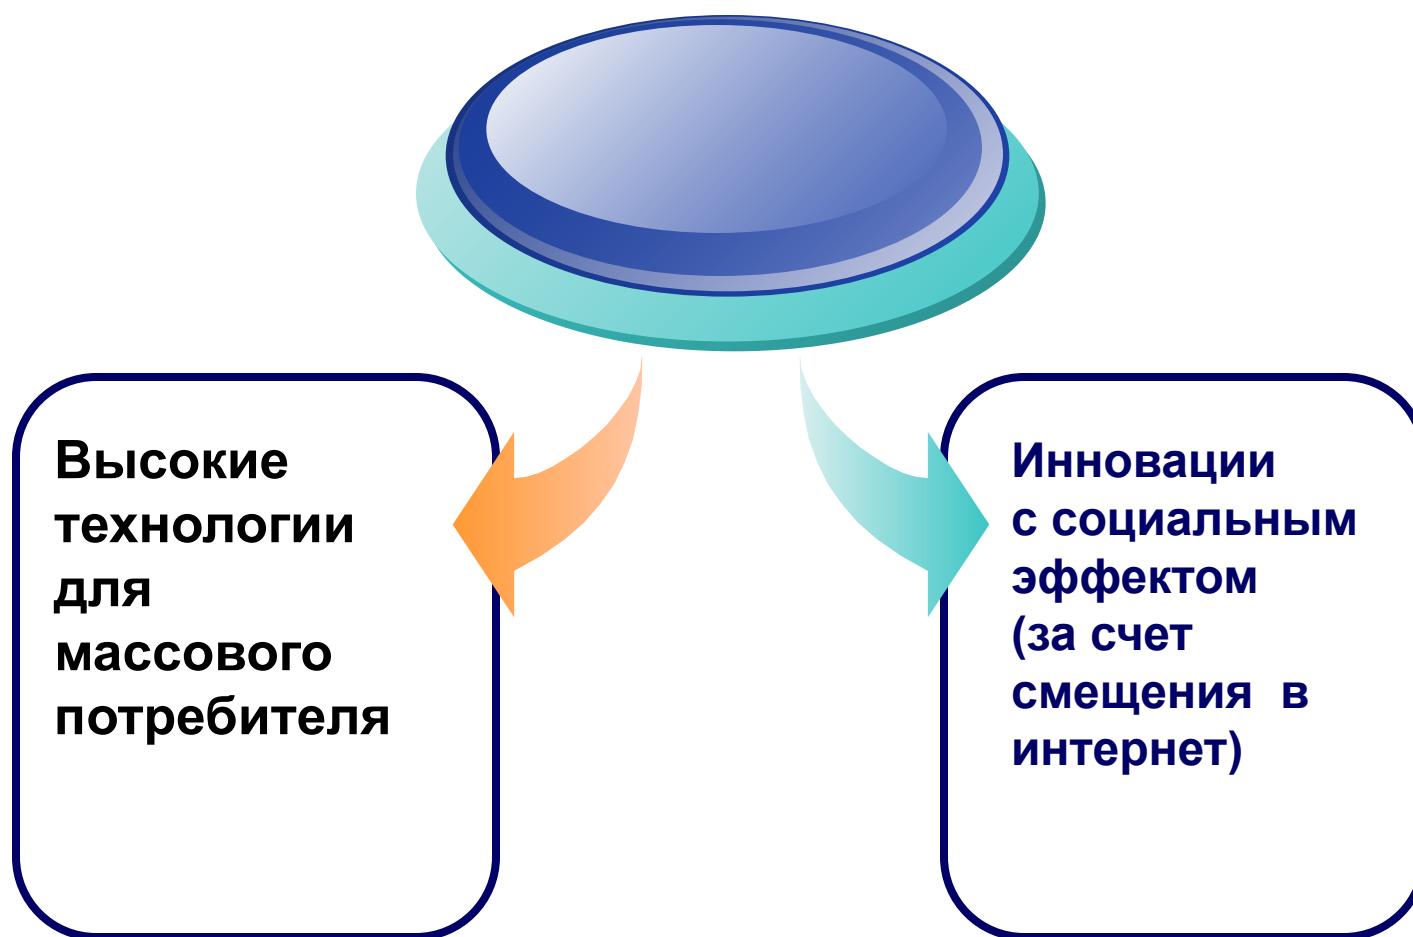 Высокие
технологии
для
массового
потребителя
Инновации
с социальным
эффектом
(за счет
смещения  в
интернет)